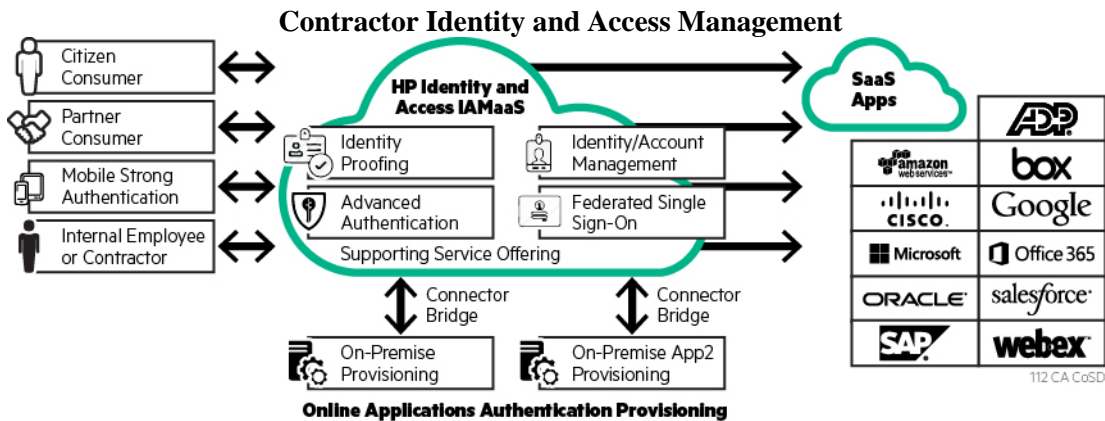 Contractor Identity and Access Management
Citizen
Consumer
Partner
Consumer
Mobile Strong
Authentication
Internal Employee
or Contractor
HP Identity and
Access IAMaaS
Identity
Proofing
Identity/Account
Management
Advanced
Authentication
Federated Single
Sign-On
Supporting Service Offering
Connector
Bridge
Connector
Bridge
On-Premise
Provisioning
On-Premise App2
Provisioning
Online Applications Authentication Provisioning
SaaS
Apps
ADP
amazon
webservices™
box
CISCO.
Google
Microsoft
Office 365
ORACLE
salesforce
SAP
webex
112 CA CoSD